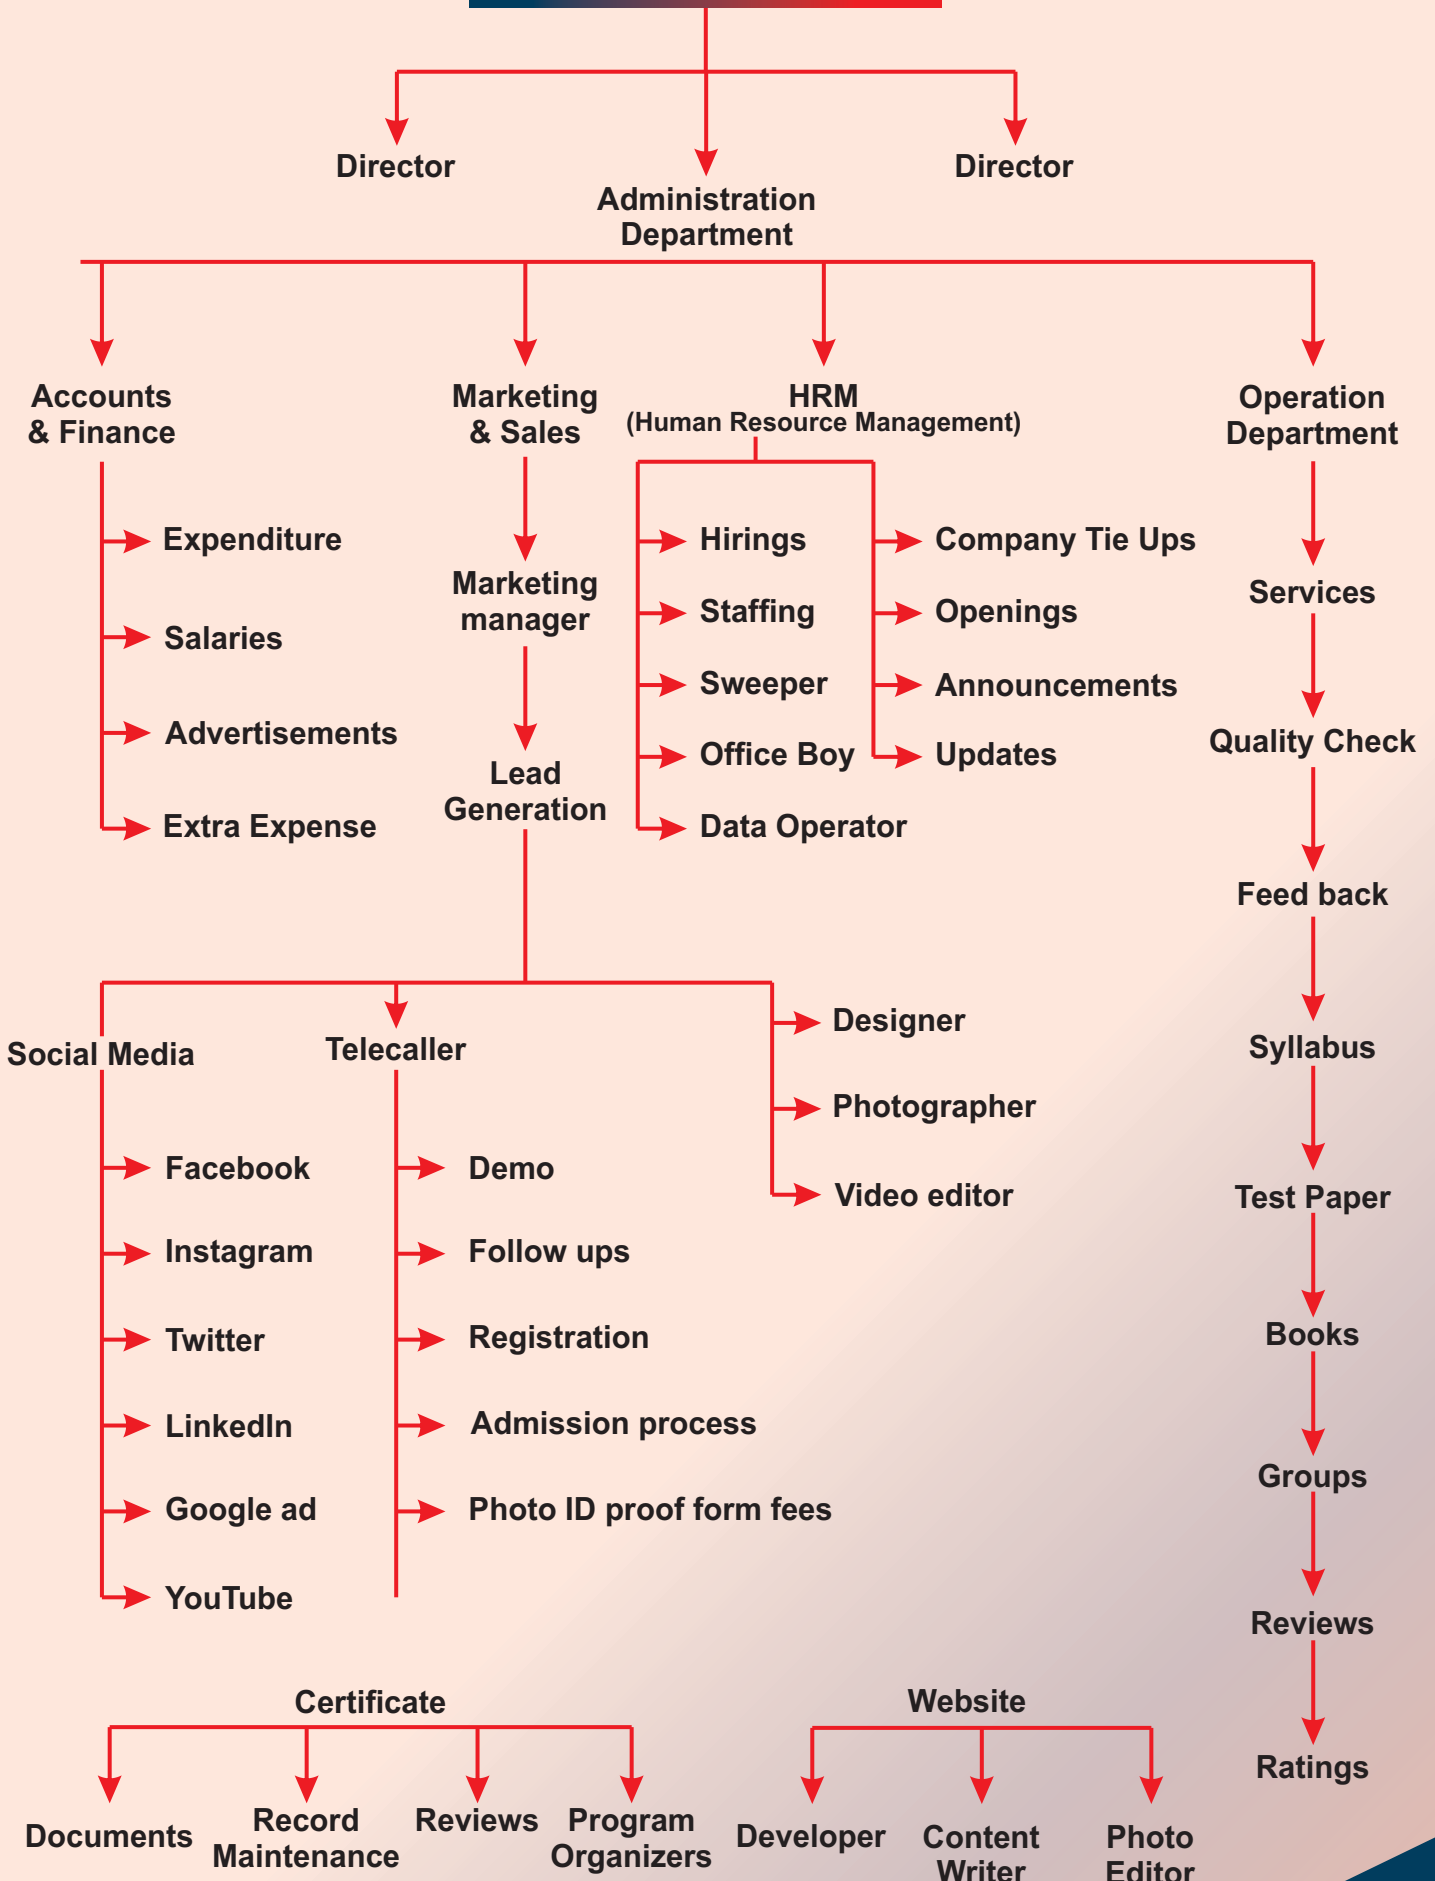 Director
Director
Administration
Department
Accounts
& Finance
Marketing
& Sales
HRM
(Human Resource Management)
Operation
Department
Expenditure
Salaries
Advertisements
Extra Expense
Marketing
manager
Lead
Generation
Hirings
Staffing
Sweeper
Office Boy
Data Operator
Company Tie Ups
Openings
Announcements
Updates
Services
Quality Check
Feed back
Syllabus
Test Paper
Books
Groups
Reviews
Ratings
Social Media
Facebook
Instagram
Twitter
LinkedIn
Google ad
YouTube
Telecaller
Demo
Follow ups
Registration
Admission process
Photo ID proof form fees
Designer
Photographer
Video editor
Certificate
Documents
Record
Maintenance
Reviews
Program
Organizers
Website
Developer
Content
Writer
Photo
Editor